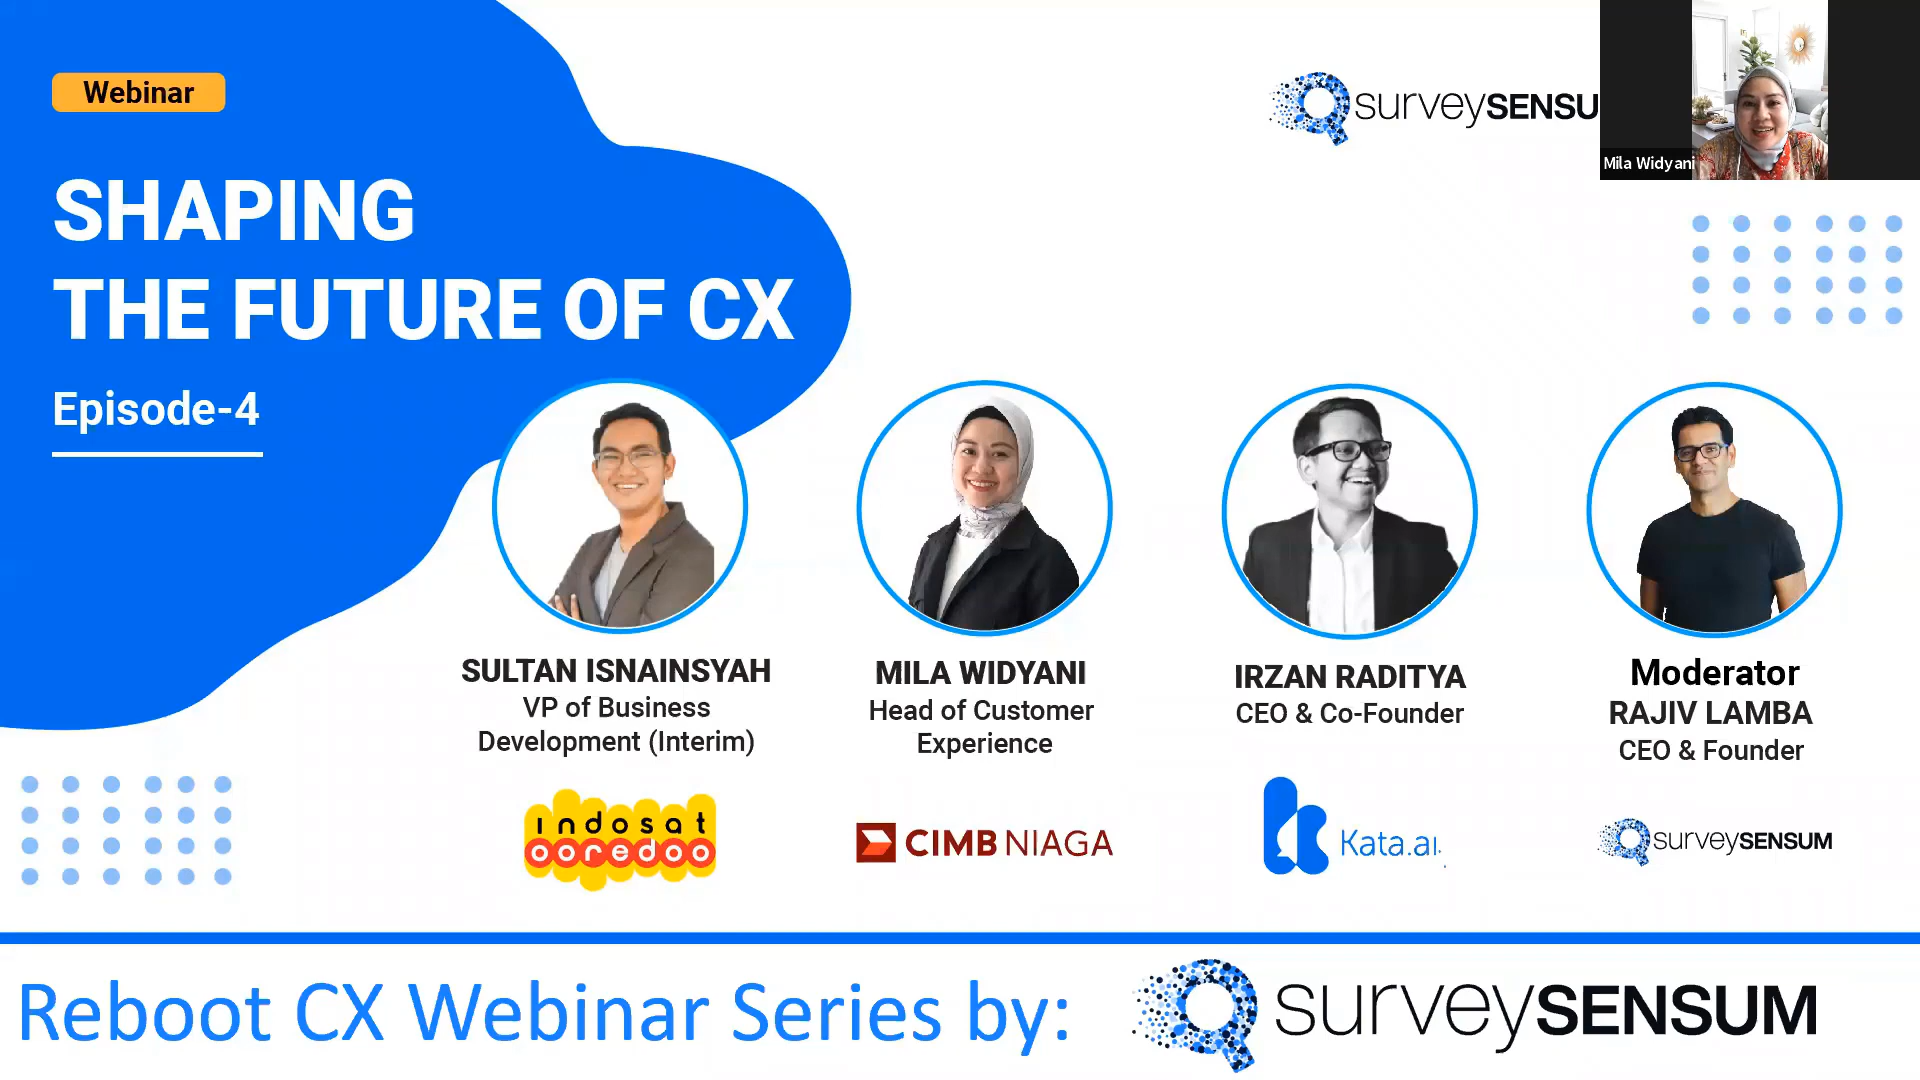 Webinar
SHAPING
THE FUTURE OF CX
Episode-4
surveySENSU
Mila Widyani
SULTAN ISNAINSYAH
VP of Business
Development (Interim)
indosat
ooredoo
MILA WIDYANI
Head of Customer
Experience
CIMB NIAGA
IRZAN RADITYA
CEO & Co-Founder
Kata.ai
Moderator
RAJIV LAMBA
CEO & Founder
surveySENSUM
Reboot CX Webinar Series by:
surveySENSUM